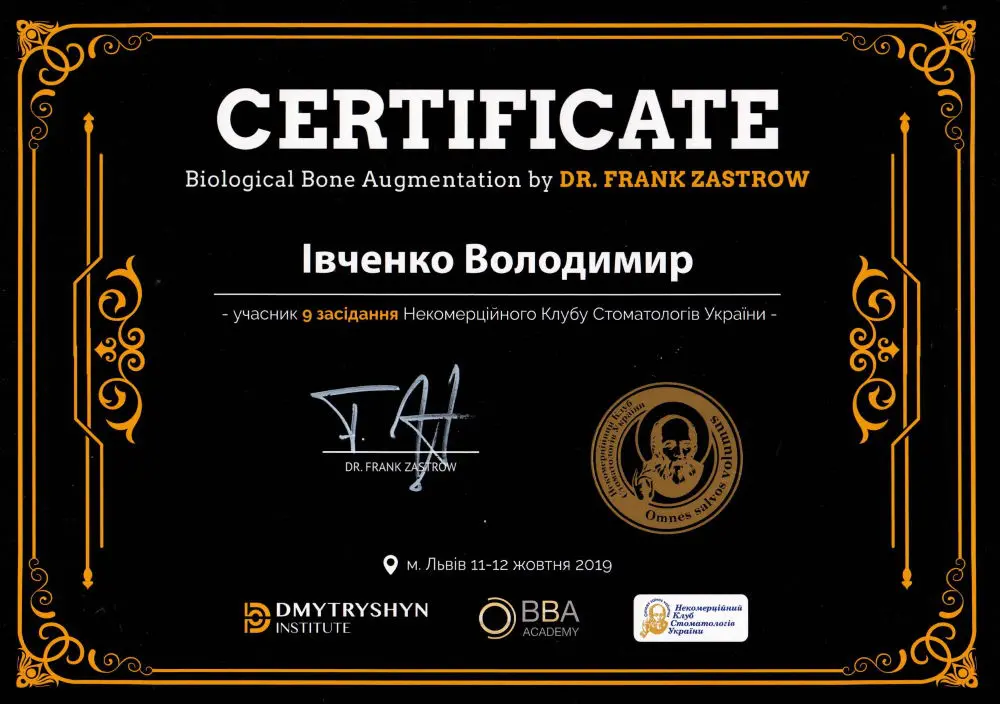 CERTIFICATE
Biological Bone Augmentation by DR. FRANK ZASTROW
Івченко Володимир
- учасник 9 засідання Некомерційного Клубу Стоматологів України -
DR. FRANK ZASTROW
Некомерційний Клуб
Стоматологів України
Omnes salvos volumus
м. Львів 11-12 жовтня 2019
DMYTRYSHYN
INSTITUTE
BBA
ACADEMY
Некомерційний
Клуб
Стоматологів
України